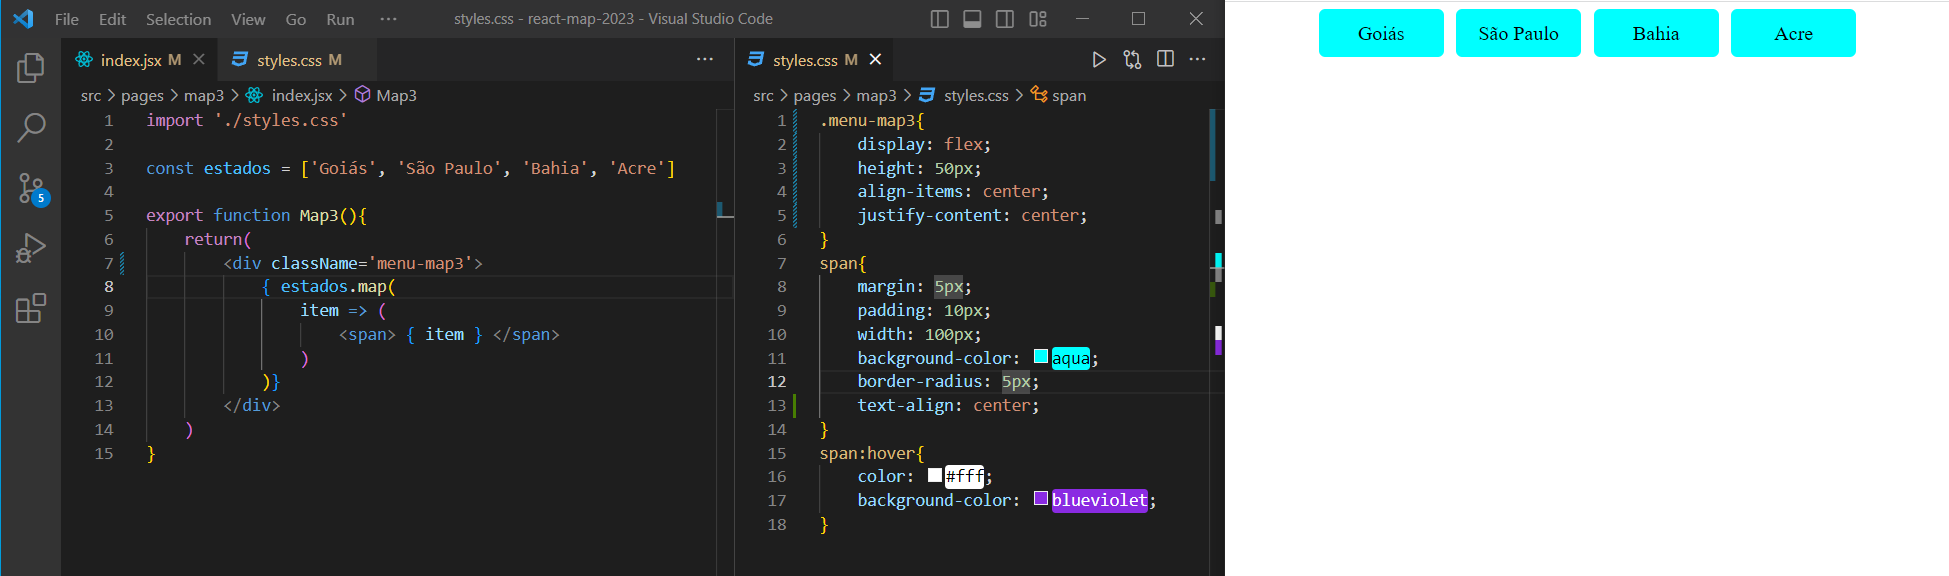 File Edit Selection View Go Run ··· styles.css - react-map-2023 - Visual Studio Code
index.jsx M styles.css M
src > pages > map3 > index.jsx > Map3
1 import './styles.css'
2
3 const estados = ['Goiás', 'São Paulo', 'Bahia', 'Acre']
4
5 export function Map3(){
6 return(
7 <div className='menu-map3'>
8 { estados.map(
9 item => (
10 <span> { item } </span>
11 )
12 )}
13 </div>
14 )
15 }
5
styles.css M
src > pages > map3 > styles.css > span
1 .menu-map3{
2 display: flex;
3 height: 50px;
4 align-items: center;
5 justify-content: center;
6 }
7 span{
8 margin: 5px;
9 padding: 10px;
10 width: 100px;
11 background-color: aqua;
12 border-radius: 5px;
13 text-align: center;
14 }
15 span:hover{
16 color: #fff;
17 background-color: blueviolet;
18 }
Goiás São Paulo Bahia Acre